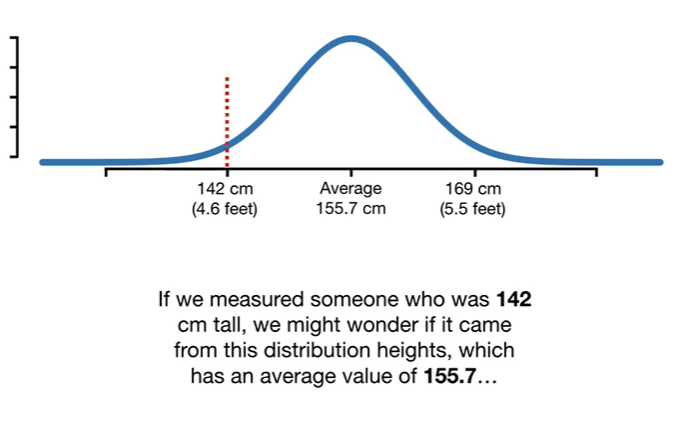 142 cm
(4.6 feet)
Average
155.7 cm
169 cm
(5.5 feet)
If we measured someone who was 142
cm tall, we might wonder if it came
from this distribution heights, which
has an average value of 155.7…